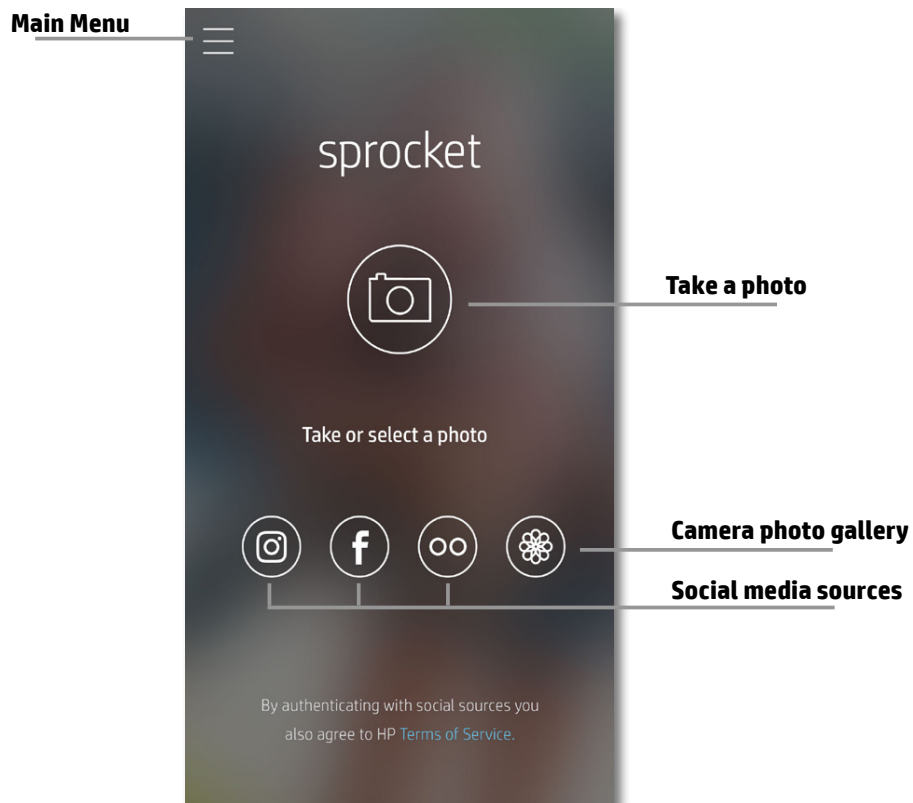 Main Menu
sprocket
Take a photo
Take or select a photo
Camera photo gallery
Social media sources
By authenticating with social sources you
also agree to HP Terms of Service.